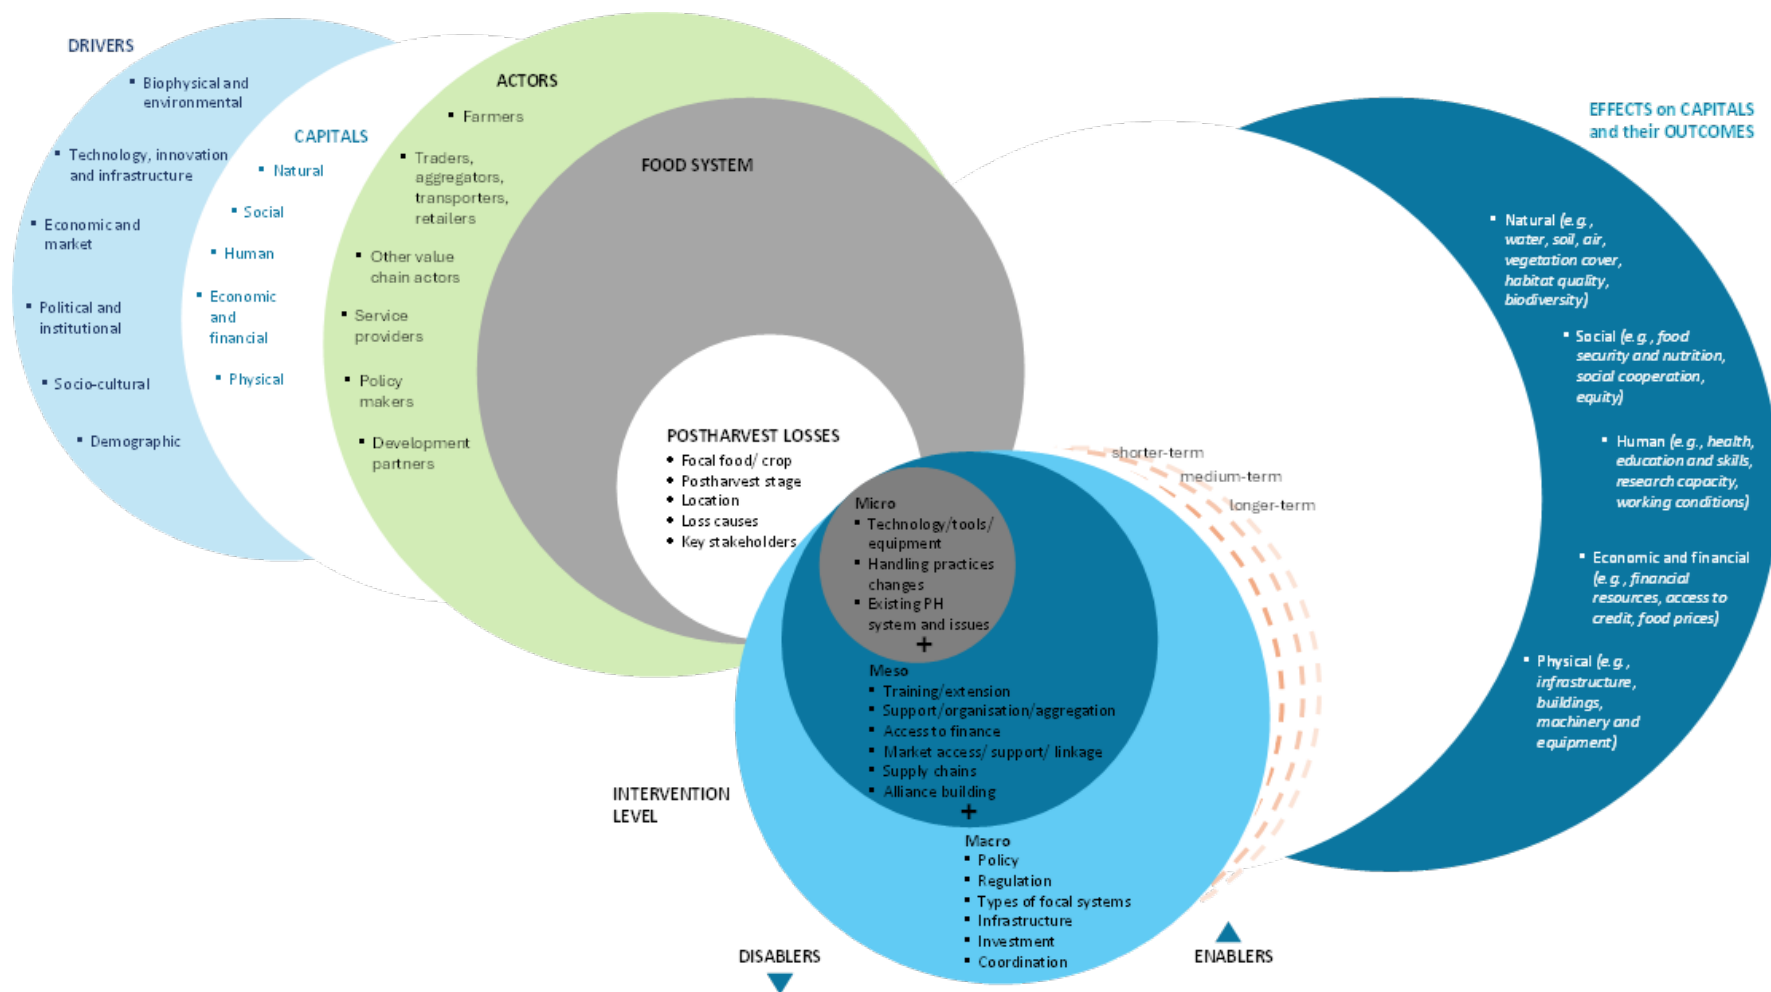 DRIVERS
▪ Biophysical and
environmental
▪ Technology, innovation
and infrastructure
▪ Economic and
market
▪ Political and
institutional
▪ Socio-cultural
▪ Demographic
CAPITALS
▪ Natural
▪ Social
▪ Human
▪ Economic
and
financial
▪ Physical
ACTORS
▪ Farmers
▪ Traders,
aggregators,
transporters,
retailers
▪ Other value
chain actors
▪ Service
providers
▪ Policy
makers
▪ Development
partners
FOOD SYSTEM
POSTHARVEST LOSSES
• Focal food/ crop
• Postharvest stage
• Location
• Loss causes
• Key stakeholders
INTERVENTION
LEVEL
Micro
▪ Technology/tools/
equipment
▪ Handling practices
changes
▪ Existing PH
system and issues
+
Meso
▪ Training/extension
▪ Support/organisation/aggregation
▪ Access to finance
▪ Market access/ support/ linkage
▪ Supply chains
▪ Alliance building
+
Macro
▪ Policy
▪ Regulation
▪ Types of focal systems
▪ Infrastructure
▪ Investment
▪ Coordination
shorter-term
medium-term
longer-term
DISABLERS
ENABLERS
EFFECTS on CAPITALS
and their OUTCOMES
▪ Natural (e.g.,
water, soil, air,
vegetation cover,
habitat quality,
biodiversity)
▪ Social (e.g., food
security and nutrition,
social cooperation,
equity)
▪ Human (e.g., health,
education and skills,
research capacity,
working conditions)
▪ Economic and financial
(e.g., financial
resources, access to
credit, food prices)
▪ Physical (e.g.,
infrastructure,
buildings,
machinery and
equipment)